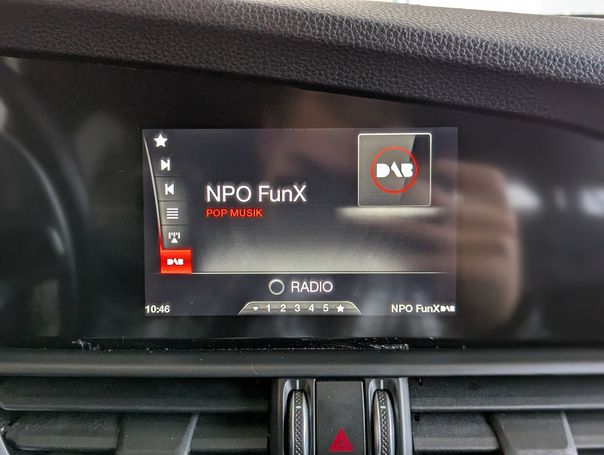 DAB
NPO FunX
POP MUSIK
DAB
RADIO
10:46
1 2 3 4 5
NPO FunX DAB